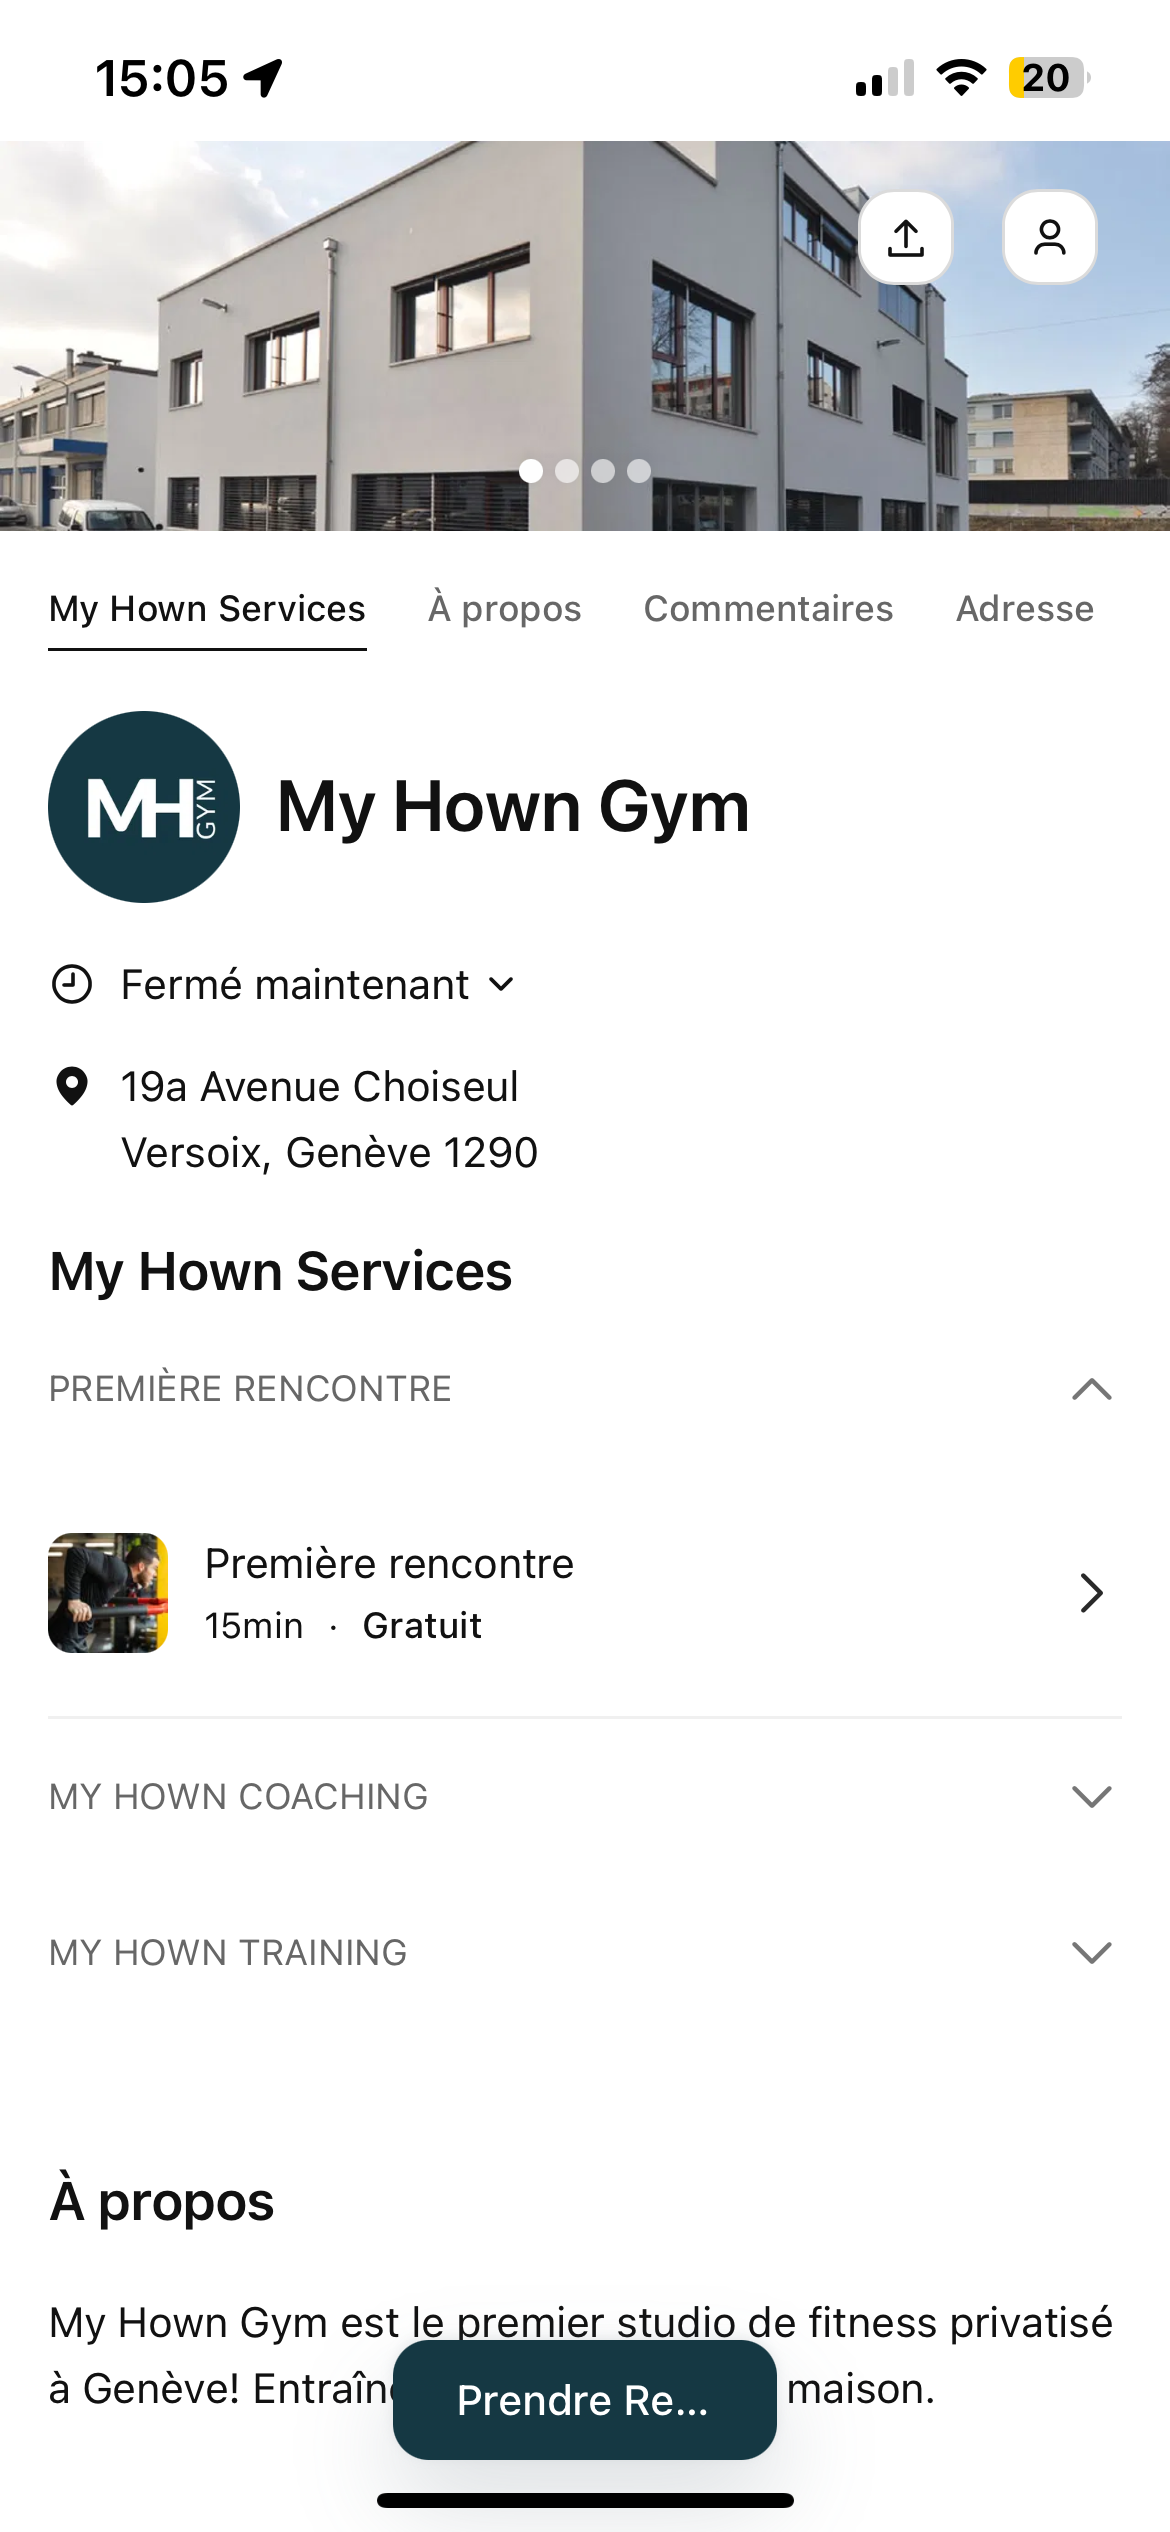 15:05
20
My Hown Services
À propos
Commentaires
Adresse
MH GYM
My Hown Gym
Fermé maintenant
19a Avenue Choiseul
Versoix, Genève 1290
My Hown Services
PREMIÈRE RENCONTRE
Première rencontre
15min · Gratuit
MY HOWN COACHING
MY HOWN TRAINING
À propos
My Hown Gym est le premier studio de fitness privatisé
à Genève! maison.
Prendre Re...